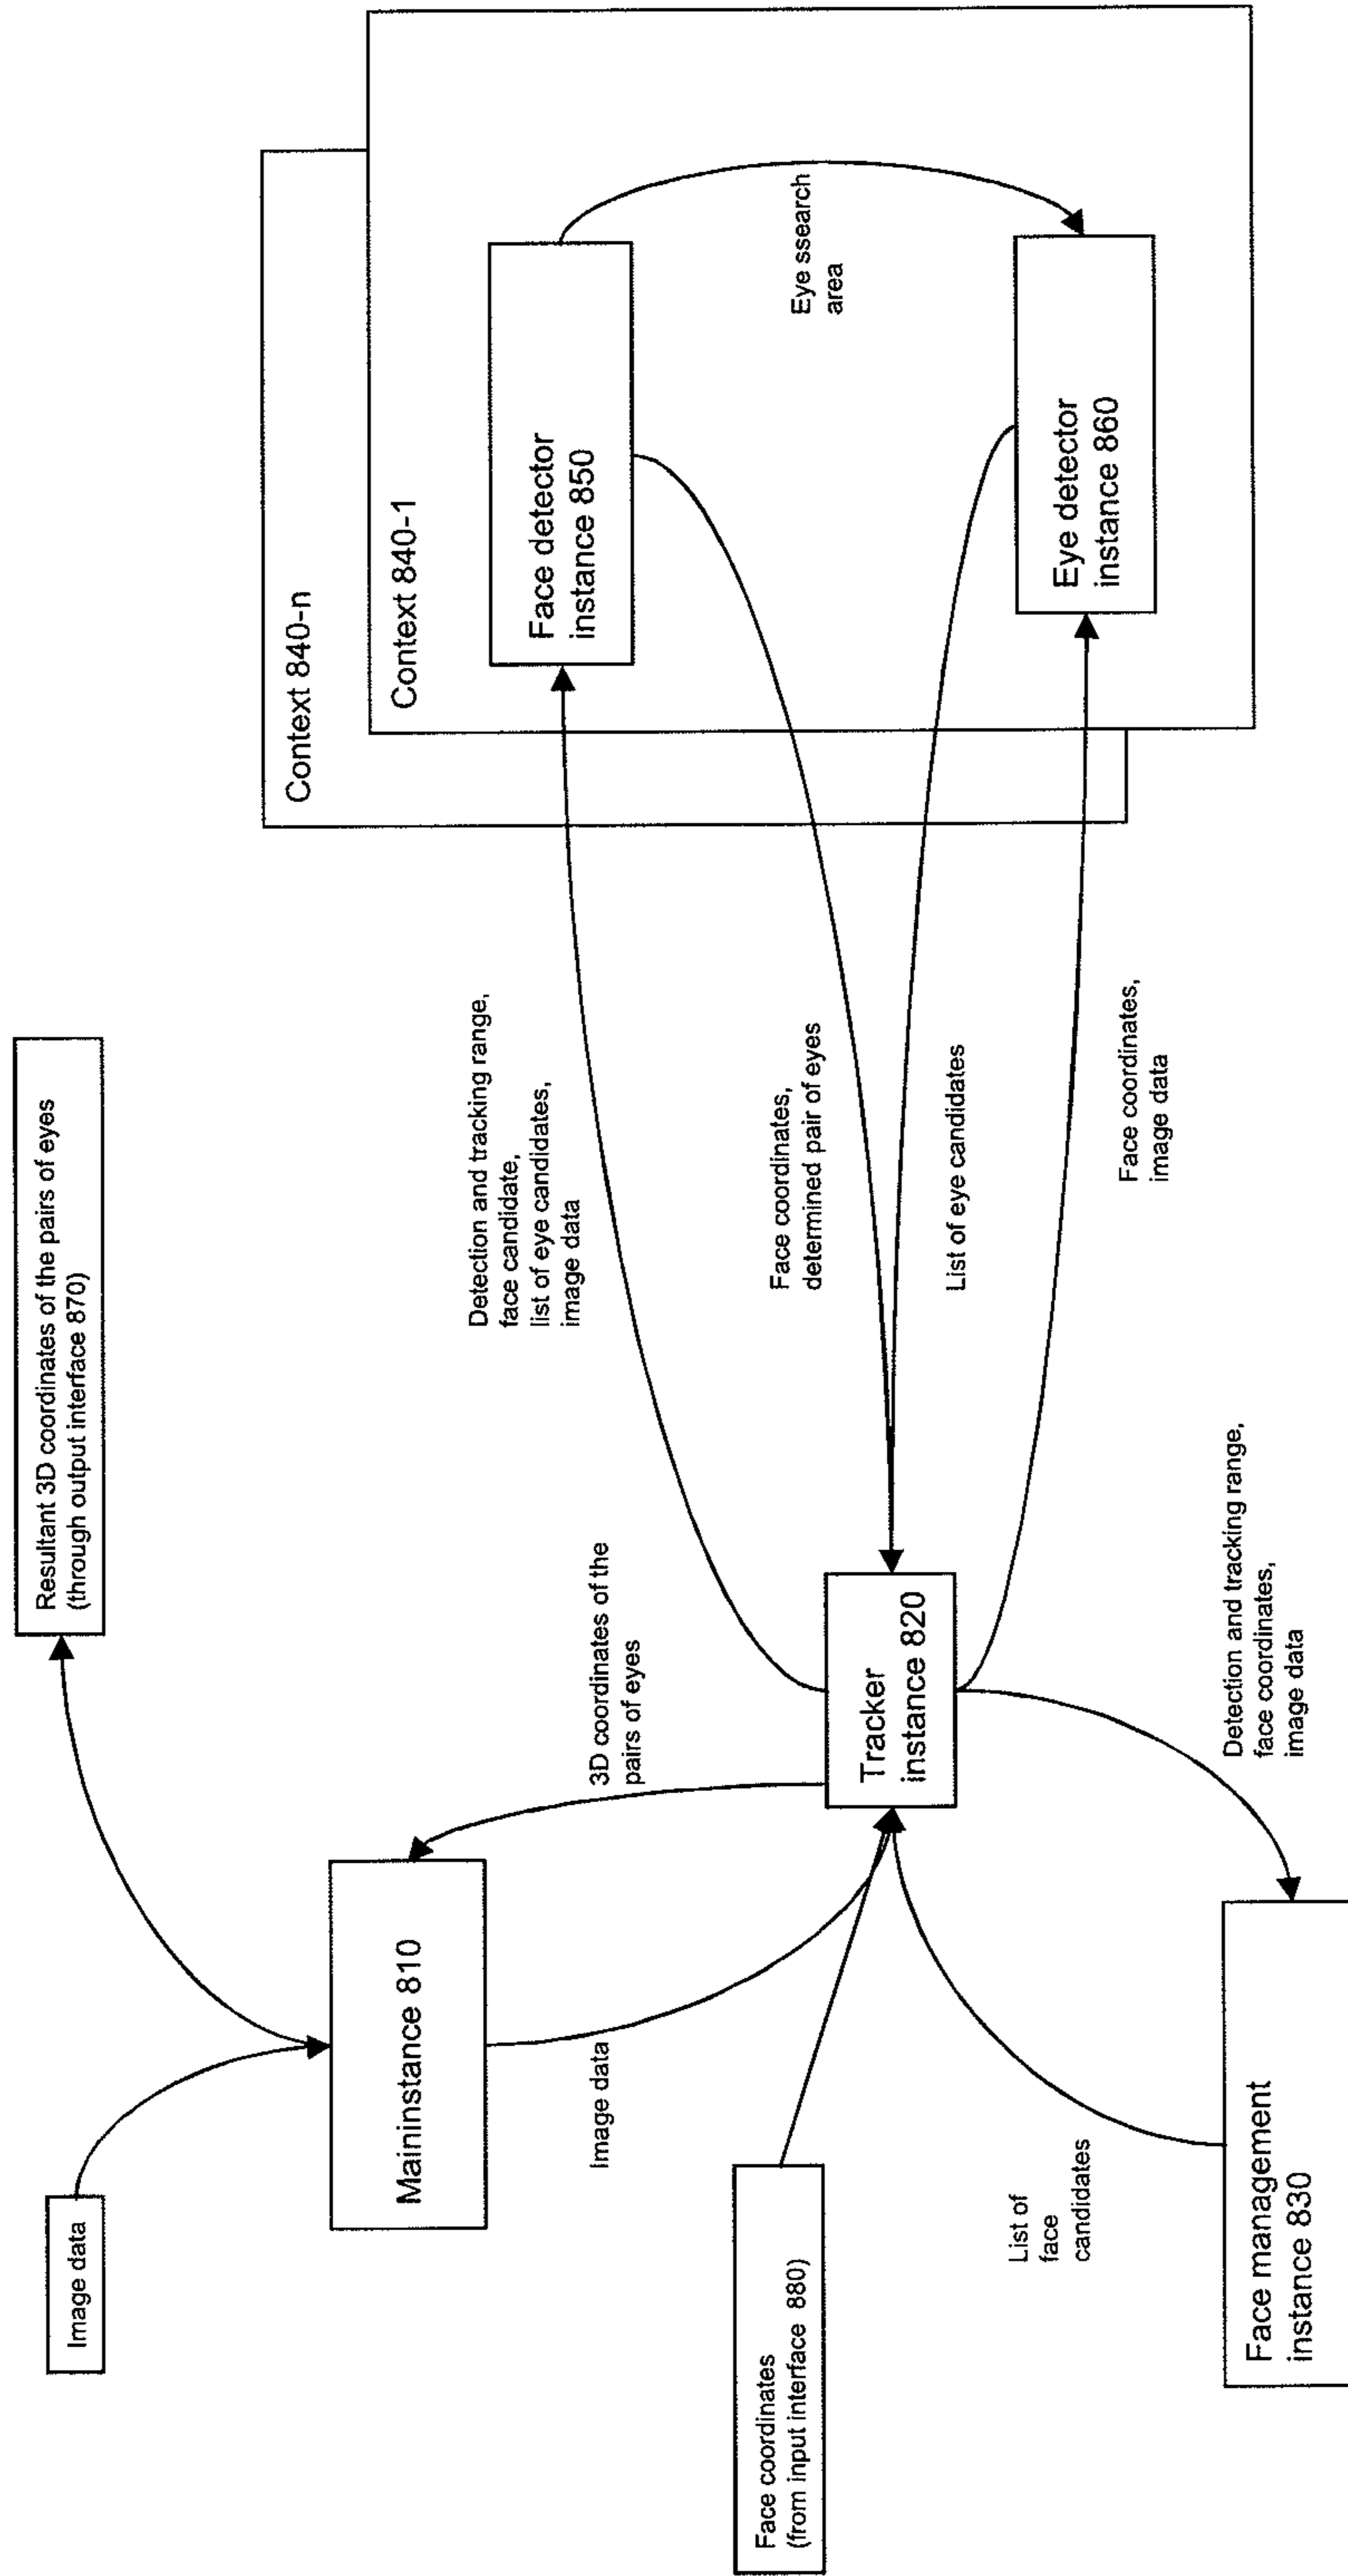 Image data
Resultant 3D coordinates of the pairs of eyes
(through output interface 870)
Maininstance 810
3D coordinates of the
pairs of eyes
Image data
Face coordinates
(from input interface 880)
Tracker
instance 820
List of
face
candidates
Face management
instance 830
Detection and tracking range,
face coordinates,
image data
Detection and tracking range,
face candidate,
list of eye candidates,
image data
Face coordinates,
determined pair of eyes
List of eye candidates
Face coordinates,
image data
Context 840-n
Context 840-1
Face detector
instance 850
Eye ssearch
area
Eye detector
instance 860